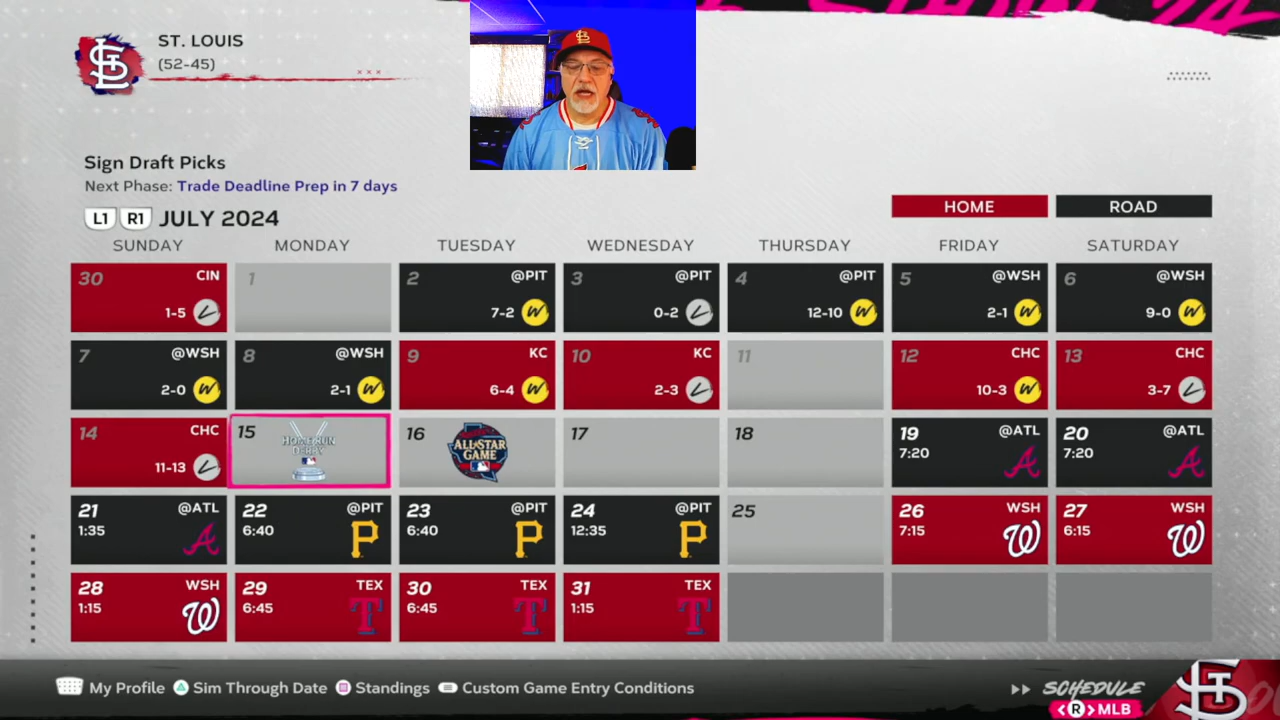 ST. LOUIS
(52-45)
Sign Draft Picks
Next Phase: Trade Deadline Prep in 7 days
L1 R1 JULY 2024
HOME ROAD
SUNDAY MONDAY TUESDAY WEDNESDAY THURSDAY FRIDAY SATURDAY
30 CIN 1 2 @PIT 3 @PIT 4 @PIT 5 @WSH 6 @WSH
1-5 L 7-2 W 0-2 L 12-10 W 2-1 W 9-0 W
7 @WSH 8 @WSH 9 KC 10 KC 11 12 CHC 13 CHC
2-0 W 2-1 W 6-4 W 2-3 L 10-3 W 3-7 L
14 CHC 15 HOME RUN DERBY 16 ALL-STAR GAME 17 18 19 @ATL 20 @ATL
11-13 L 7:20 A 7:20 A
21 @ATL 22 @PIT 23 @PIT 24 @PIT 25 26 WSH 27 WSH
1:35 A 6:40 P 6:40 P 12:35 P 7:15 W 6:15 W
28 WSH 29 TEX 30 TEX 31 TEX
1:15 W 6:45 T 6:45 T 1:15 T
My Profile Sim Through Date Standings Custom Game Entry Conditions
SCHEDULE
R MLB